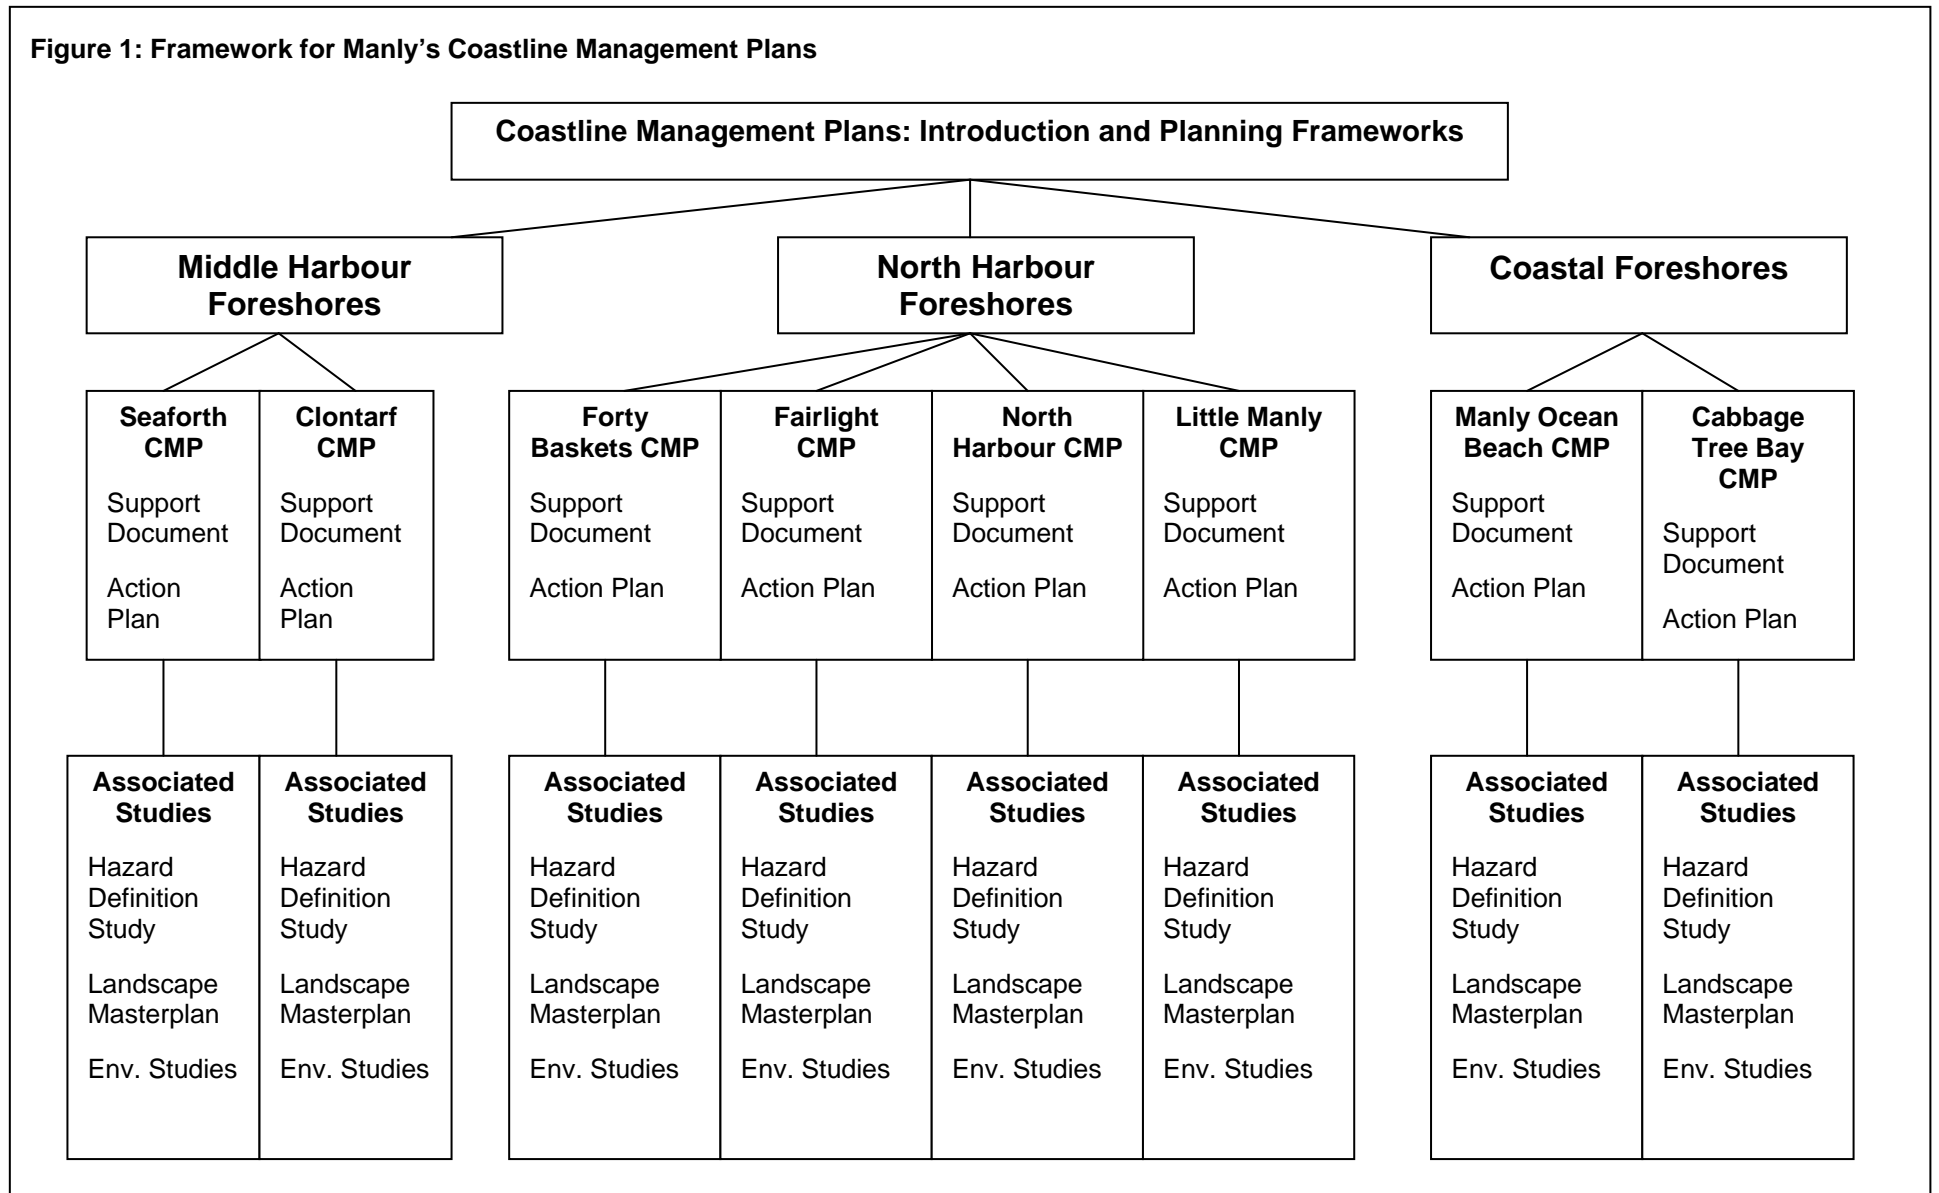 Figure 1: Framework for Manly’s Coastline Management Plans
Coastline Management Plans: Introduction and Planning Frameworks
Middle Harbour
Foreshores
North Harbour
Foreshores
Coastal Foreshores
Seaforth
CMP
Support
Document
Action
Plan
Clontarf
CMP
Support
Document
Action
Plan
Forty
Baskets CMP
Support
Document
Action Plan
Fairlight
CMP
Support
Document
Action Plan
North
Harbour CMP
Support
Document
Action Plan
Little Manly
CMP
Support
Document
Action Plan
Manly Ocean
Beach CMP
Support
Document
Action Plan
Cabbage
Tree Bay
CMP
Support
Document
Action Plan
Associated
Studies
Hazard
Definition
Study
Landscape
Masterplan
Env. Studies
Associated
Studies
Hazard
Definition
Study
Landscape
Masterplan
Env. Studies
Associated
Studies
Hazard
Definition
Study
Landscape
Masterplan
Env. Studies
Associated
Studies
Hazard
Definition
Study
Landscape
Masterplan
Env. Studies
Associated
Studies
Hazard
Definition
Study
Landscape
Masterplan
Env. Studies
Associated
Studies
Hazard
Definition
Study
Landscape
Masterplan
Env. Studies
Associated
Studies
Hazard
Definition
Study
Landscape
Masterplan
Env. Studies
Associated
Studies
Hazard
Definition
Study
Landscape
Masterplan
Env. Studies